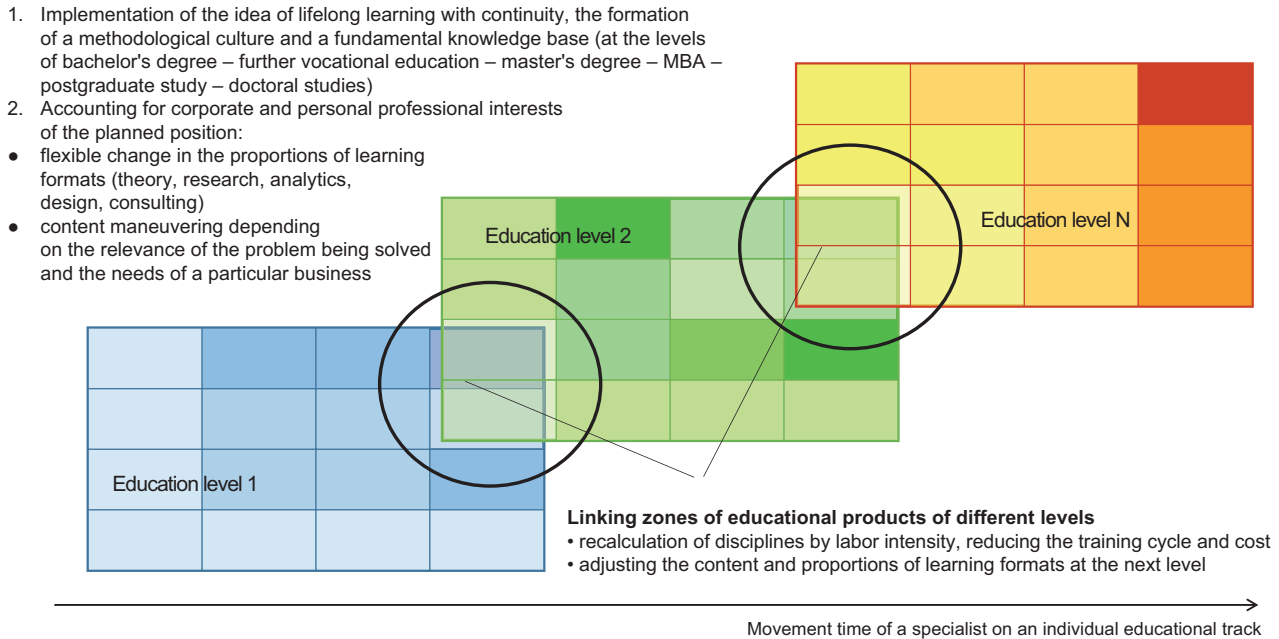 1. Implementation of the idea of lifelong learning with continuity, the formation
of a methodological culture and a fundamental knowledge base (at the levels
of bachelor's degree – further vocational education – master's degree – MBA –
postgraduate study – doctoral studies)
2. Accounting for corporate and personal professional interests
of the planned position:
● flexible change in the proportions of learning
formats (theory, research, analytics,
design, consulting)
● content maneuvering depending
on the relevance of the problem being solved
and the needs of a particular business
Education level N
Education level 2
Education level 1
Linking zones of educational products of different levels
• recalculation of disciplines by labor intensity, reducing the training cycle and cost
• adjusting the content and proportions of learning formats at the next level
Movement time of a specialist on an individual educational track